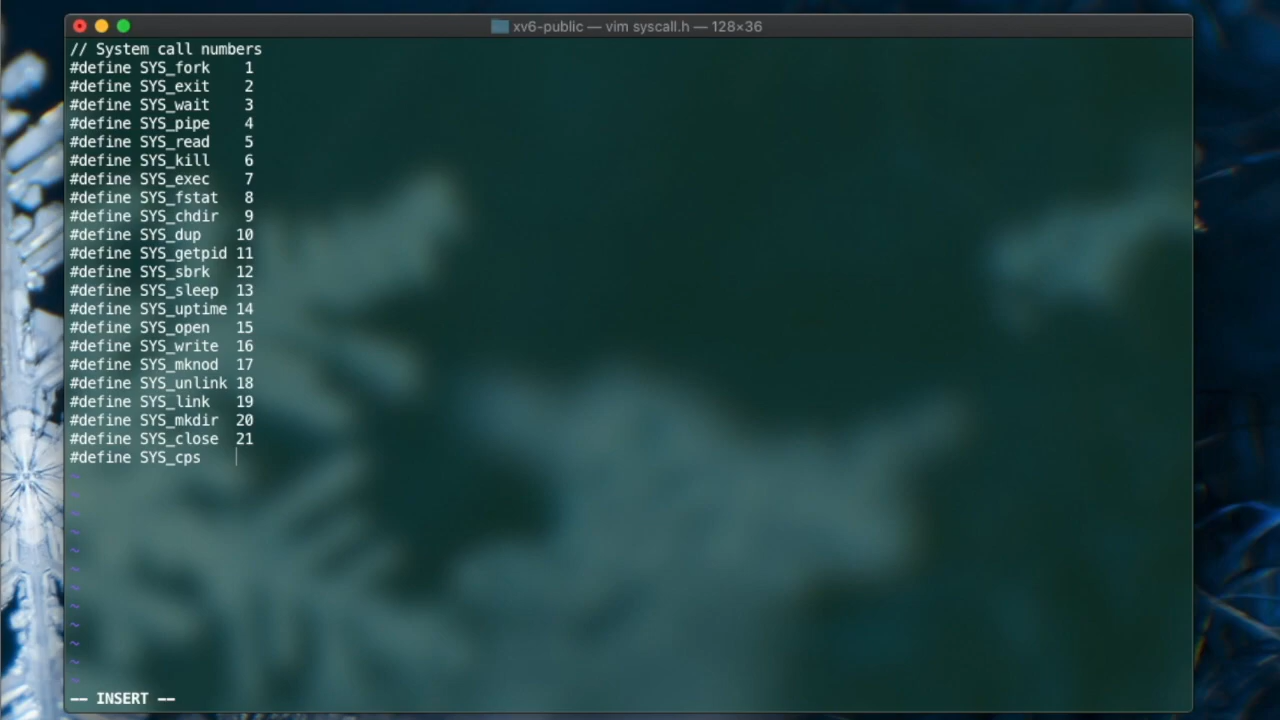 xv6-public — vim syscall.h — 128×36
// System call numbers
#define SYS_fork    1
#define SYS_exit    2
#define SYS_wait    3
#define SYS_pipe    4
#define SYS_read    5
#define SYS_kill    6
#define SYS_exec    7
#define SYS_fstat   8
#define SYS_chdir   9
#define SYS_dup    10
#define SYS_getpid 11
#define SYS_sbrk   12
#define SYS_sleep  13
#define SYS_uptime 14
#define SYS_open   15
#define SYS_write  16
#define SYS_mknod  17
#define SYS_unlink 18
#define SYS_link   19
#define SYS_mkdir  20
#define SYS_close  21
#define SYS_cps
~
~
~
~
~
~
~
~
~
~
~
~
-- INSERT --